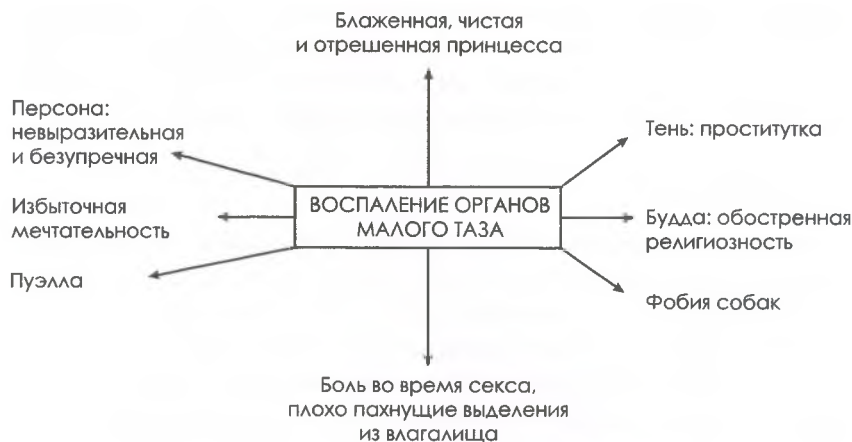 Блаженная, чистая
и отрешенная принцесса
Персона:
невыразительная
и безупречная
Тень: проститутка
ВОСПАЛЕНИЕ ОРГАНОВ
МАЛОГО ТАЗА
Избыточная
мечтательность
Будда: обостренная
религиозность
Пуэлла
Фобия собак
Боль во время секса,
плохо пахнущие выделения
из влагалища